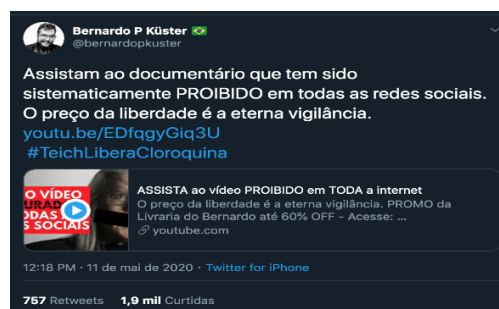 Bernardo P Küster 🇧🇷
@bernardopkuster
Assistam ao documentário que tem sido
sistematicamente PROIBIDO em todas as redes sociais.
O preço da liberdade é a eterna vigilância.
youtu.be/EDfqgyGiq3U
#TeichLiberaCloroquina
O VÍDEO
URAD
ODAS
S SOCIAIS
ASSISTA ao vídeo PROIBIDO em TODA a internet
O preço da liberdade é a eterna vigilância. PROMO da
Livraria do Bernardo até 60% OFF - Acesse: ...
youtube.com
12:18 PM · 11 de mai de 2020 · Twitter for iPhone
757 Retweets 1,9 mil Curtidas